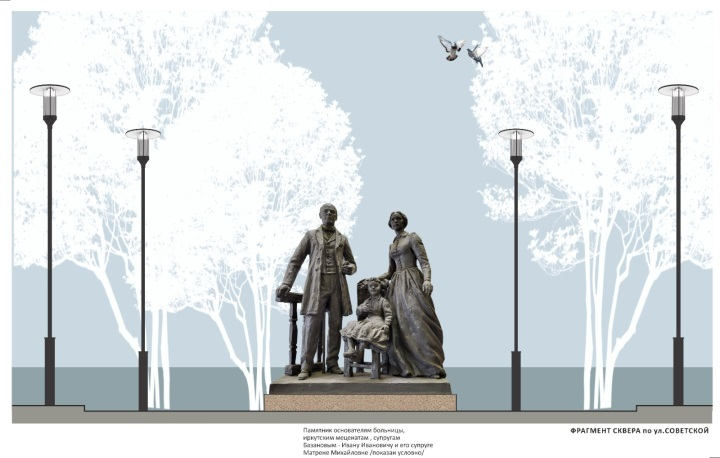 Памятник основателям больницы,
иркутским меценатам , супругам
Базановым - Ивану Ивановичу и его супруге
Матрене Михайловне /показан условно/
ФРАГМЕНТ СКВЕРА по ул.СОВЕТСКОЙ